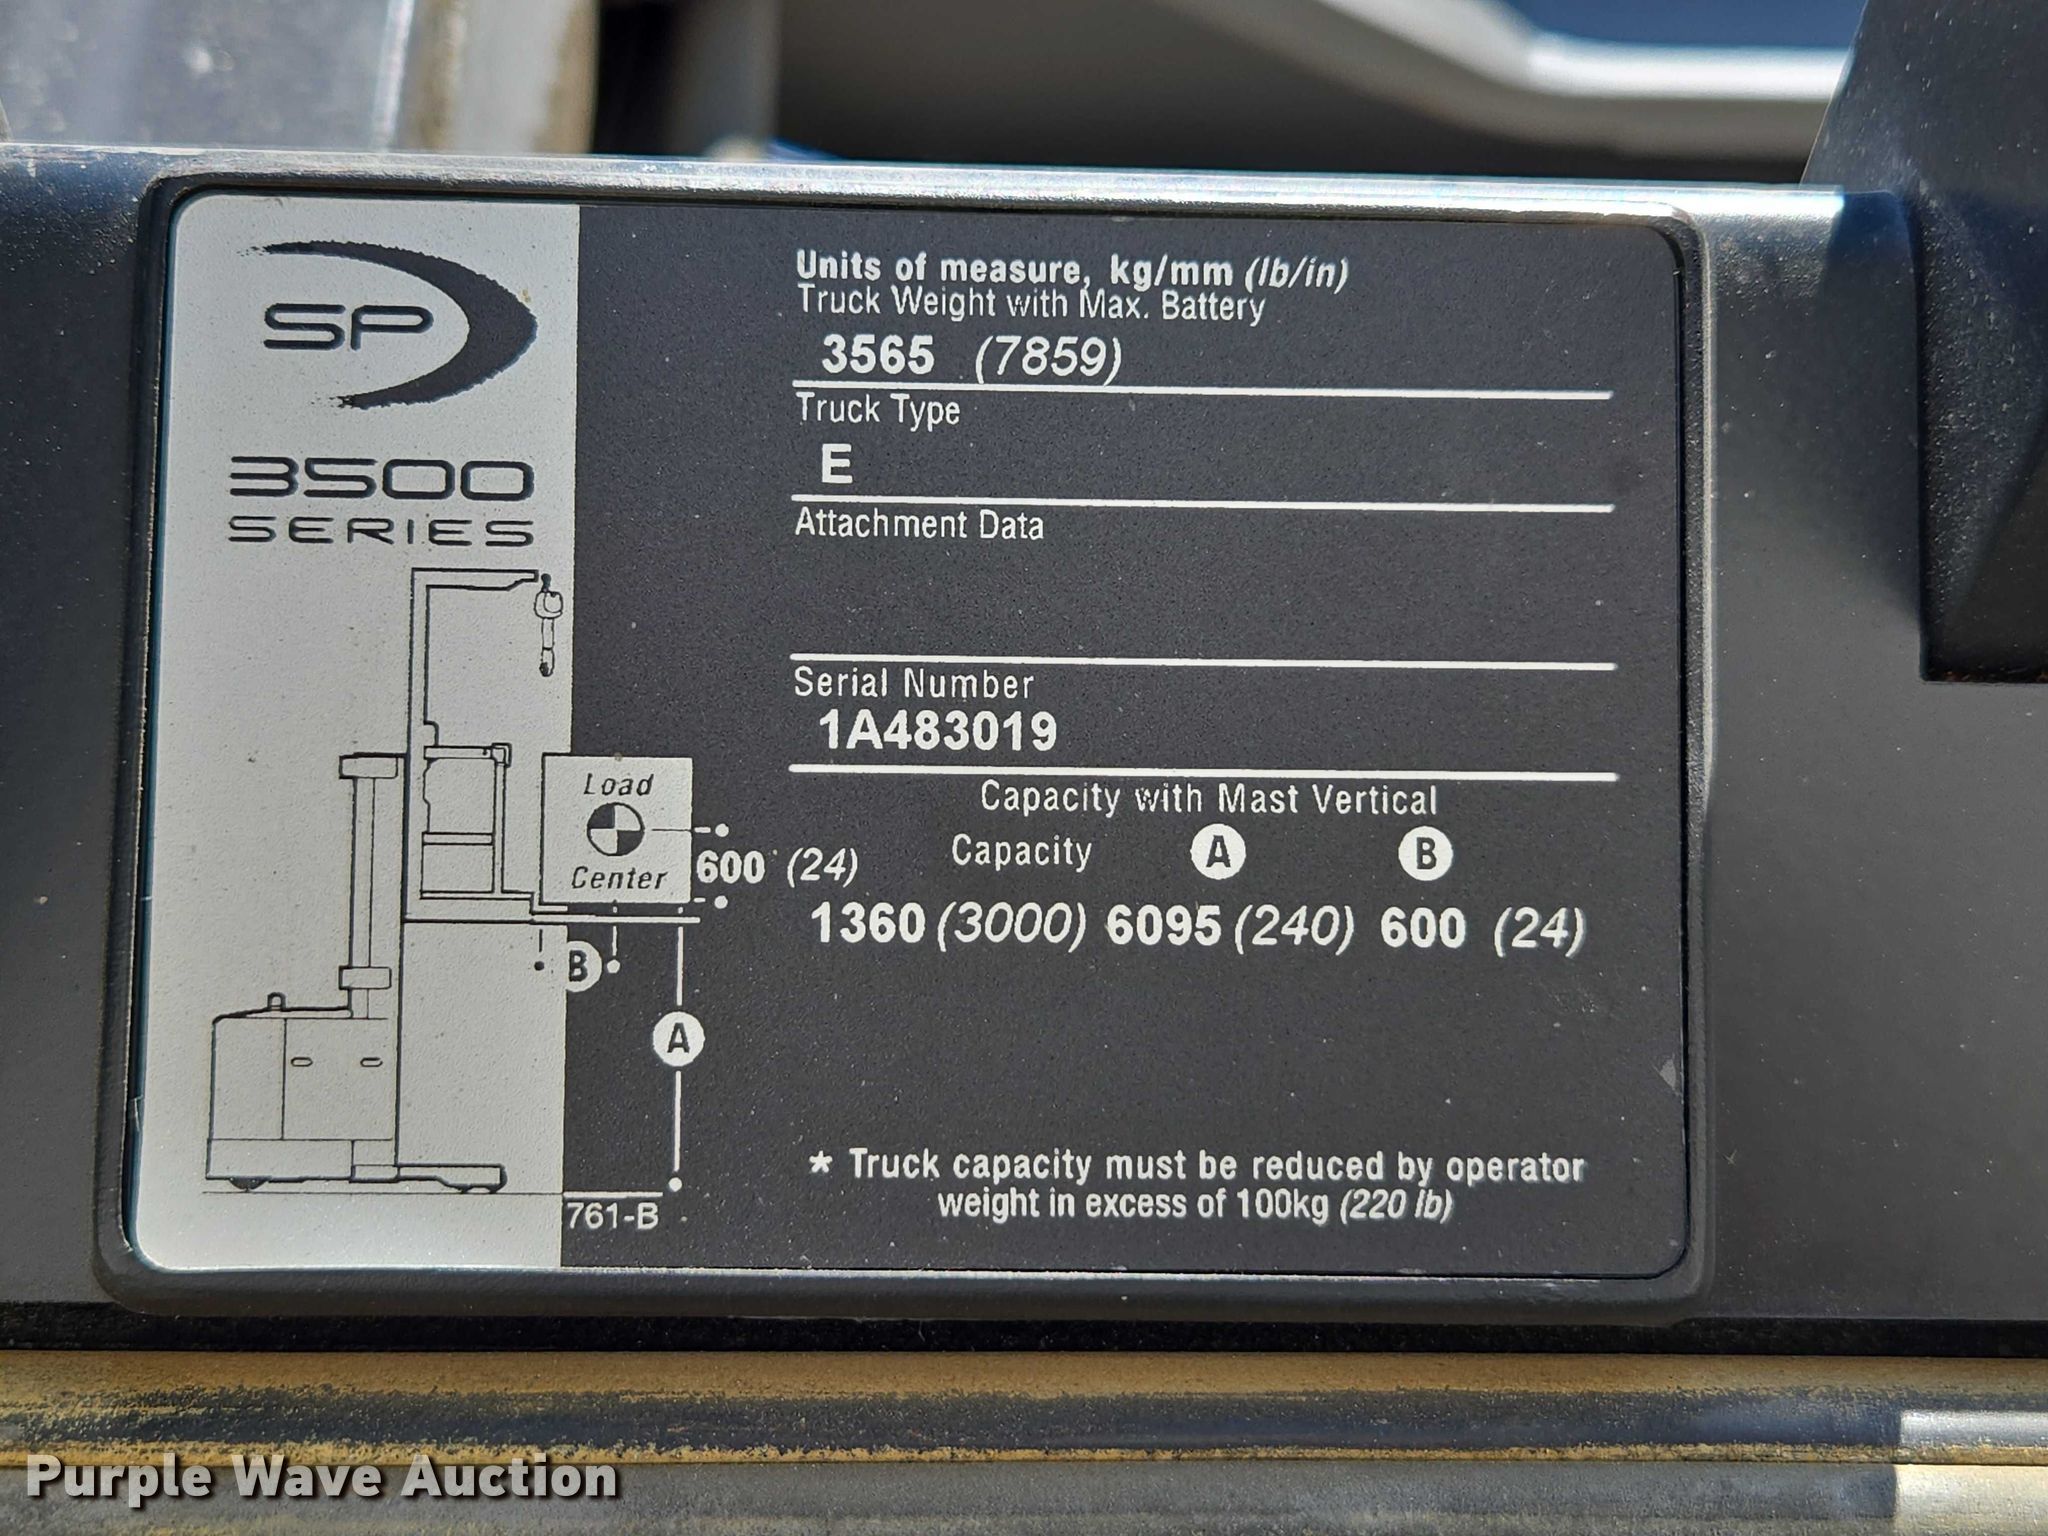 SP
3500
SERIES
Units of measure, kg/mm (lb/in)
Truck Weight with Max. Battery
3565 (7859)
Truck Type
E
Attachment Data
Serial Number
1A483019
Capacity with Mast Vertical
Capacity A B
1360 (3000) 6095 (240) 600 (24)
Load
Center
600 (24)
B
A
761-B
* Truck capacity must be reduced by operator
weight in excess of 100kg (220 lb)
Purple Wave Auction